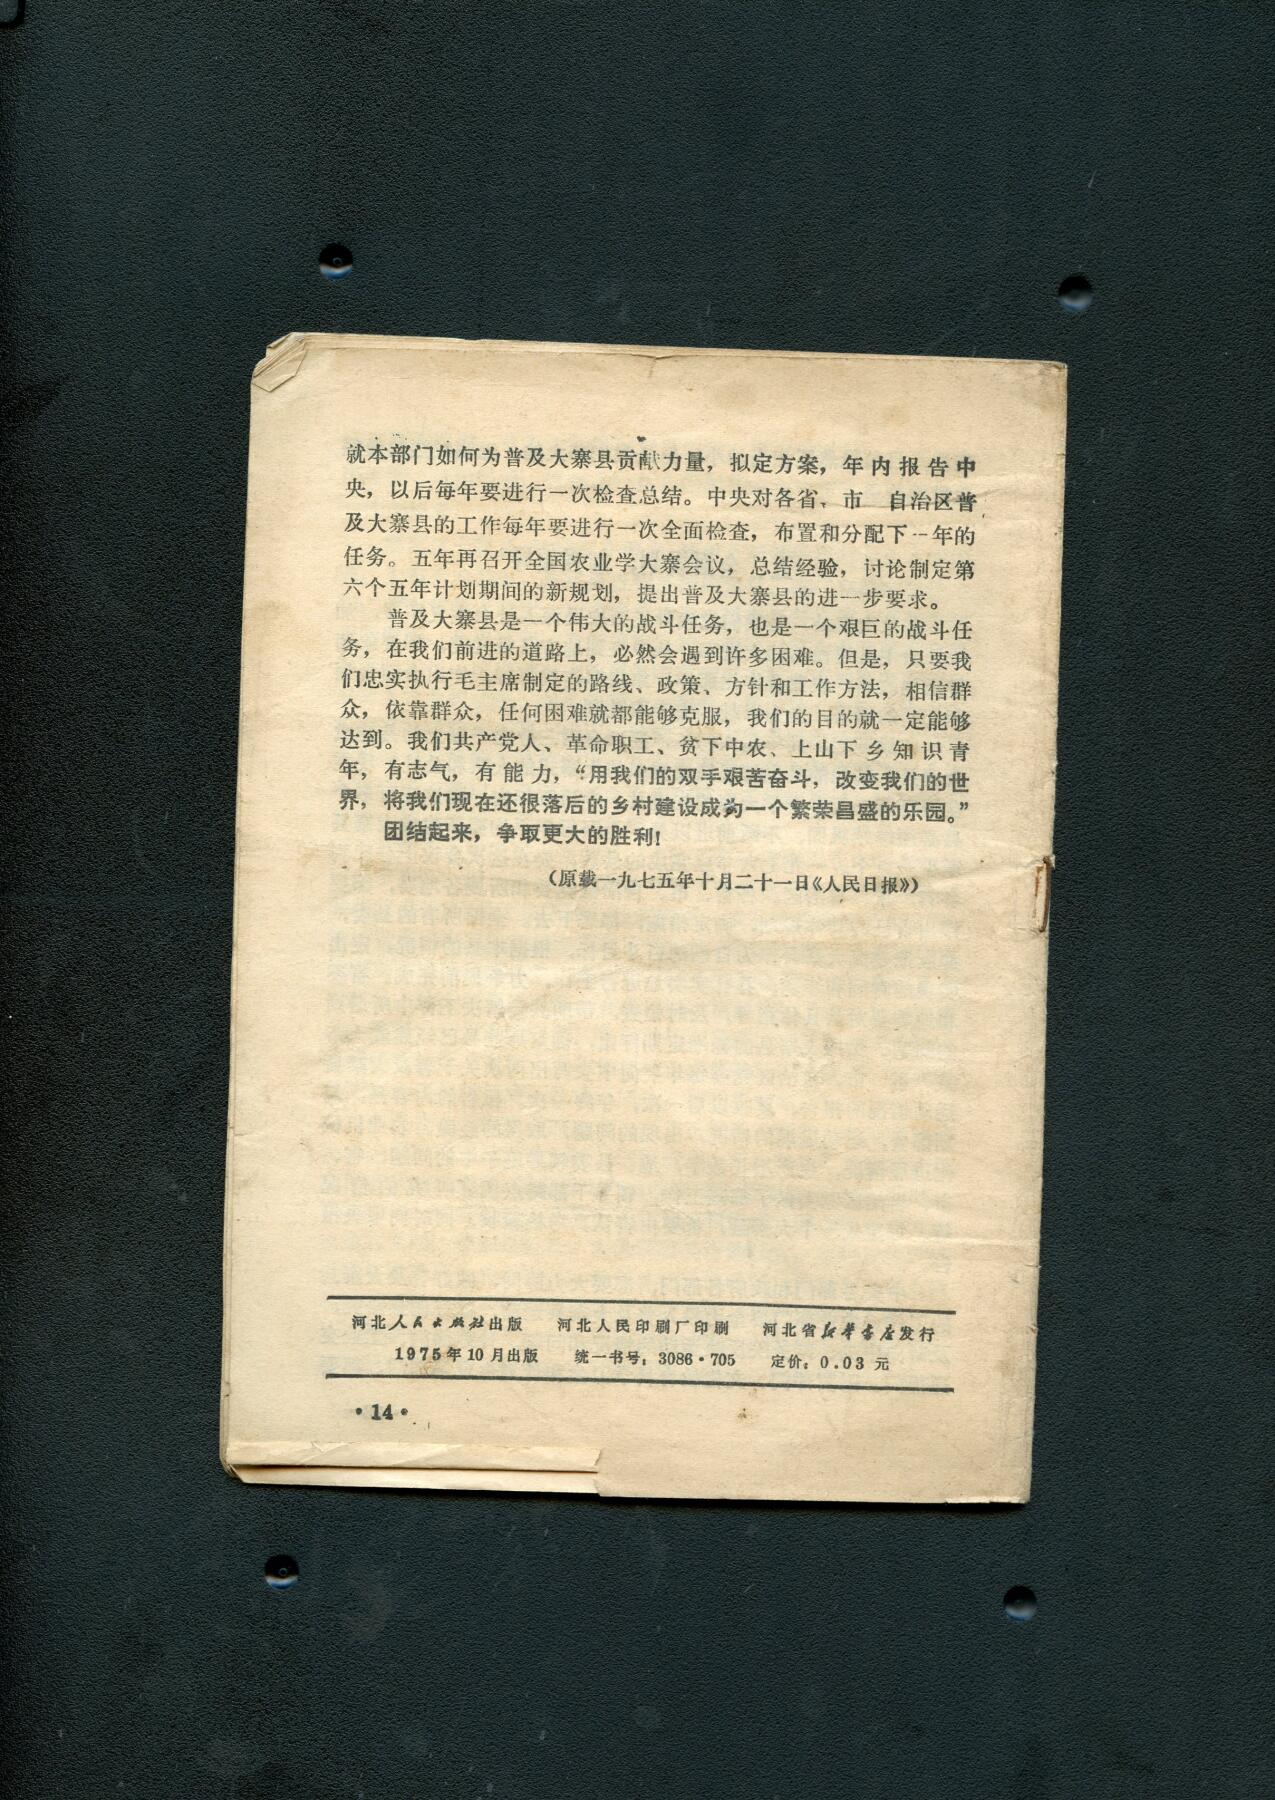 就本部门如何为普及大寨县贡献力量，拟定方案，年内报告中
央，以后每年要进行一次检查总结。中央对各省、市　自治区普
及大寨县的工作每年要进行一次全面检查，布置和分配下一年的
任务。五年再召开全国农业学大寨会议，总结经验，讨论制定第
六个五年计划期间的新规划，提出普及大寨县的进一步要求。
普及大寨县是一个伟大的战斗任务，也是一个艰巨的战斗任
务，在我们前进的道路上，必然会遇到许多困难。但是，只要我
们忠实执行毛主席制定的路线、政策、方针和工作方法，相信群
众，依靠群众，任何困难就都能够克服，我们的目的就一定能够
达到。我们共产党人、革命职工、贫下中农、上山下乡知识青
年，有志气，有能力，“用我们的双手艰苦奋斗，改变我们的世
界，将我们现在还很落后的乡村建设成为一个繁荣昌盛的乐园。”
团结起来，争取更大的胜利！
（原载一九七五年十月二十一日《人民日报》）
河北人民出版社出版　河北人民印刷厂印刷　河北省新华书店发行
1975年10月出版　统一书号：3086·705　定价：0.03元
·14·